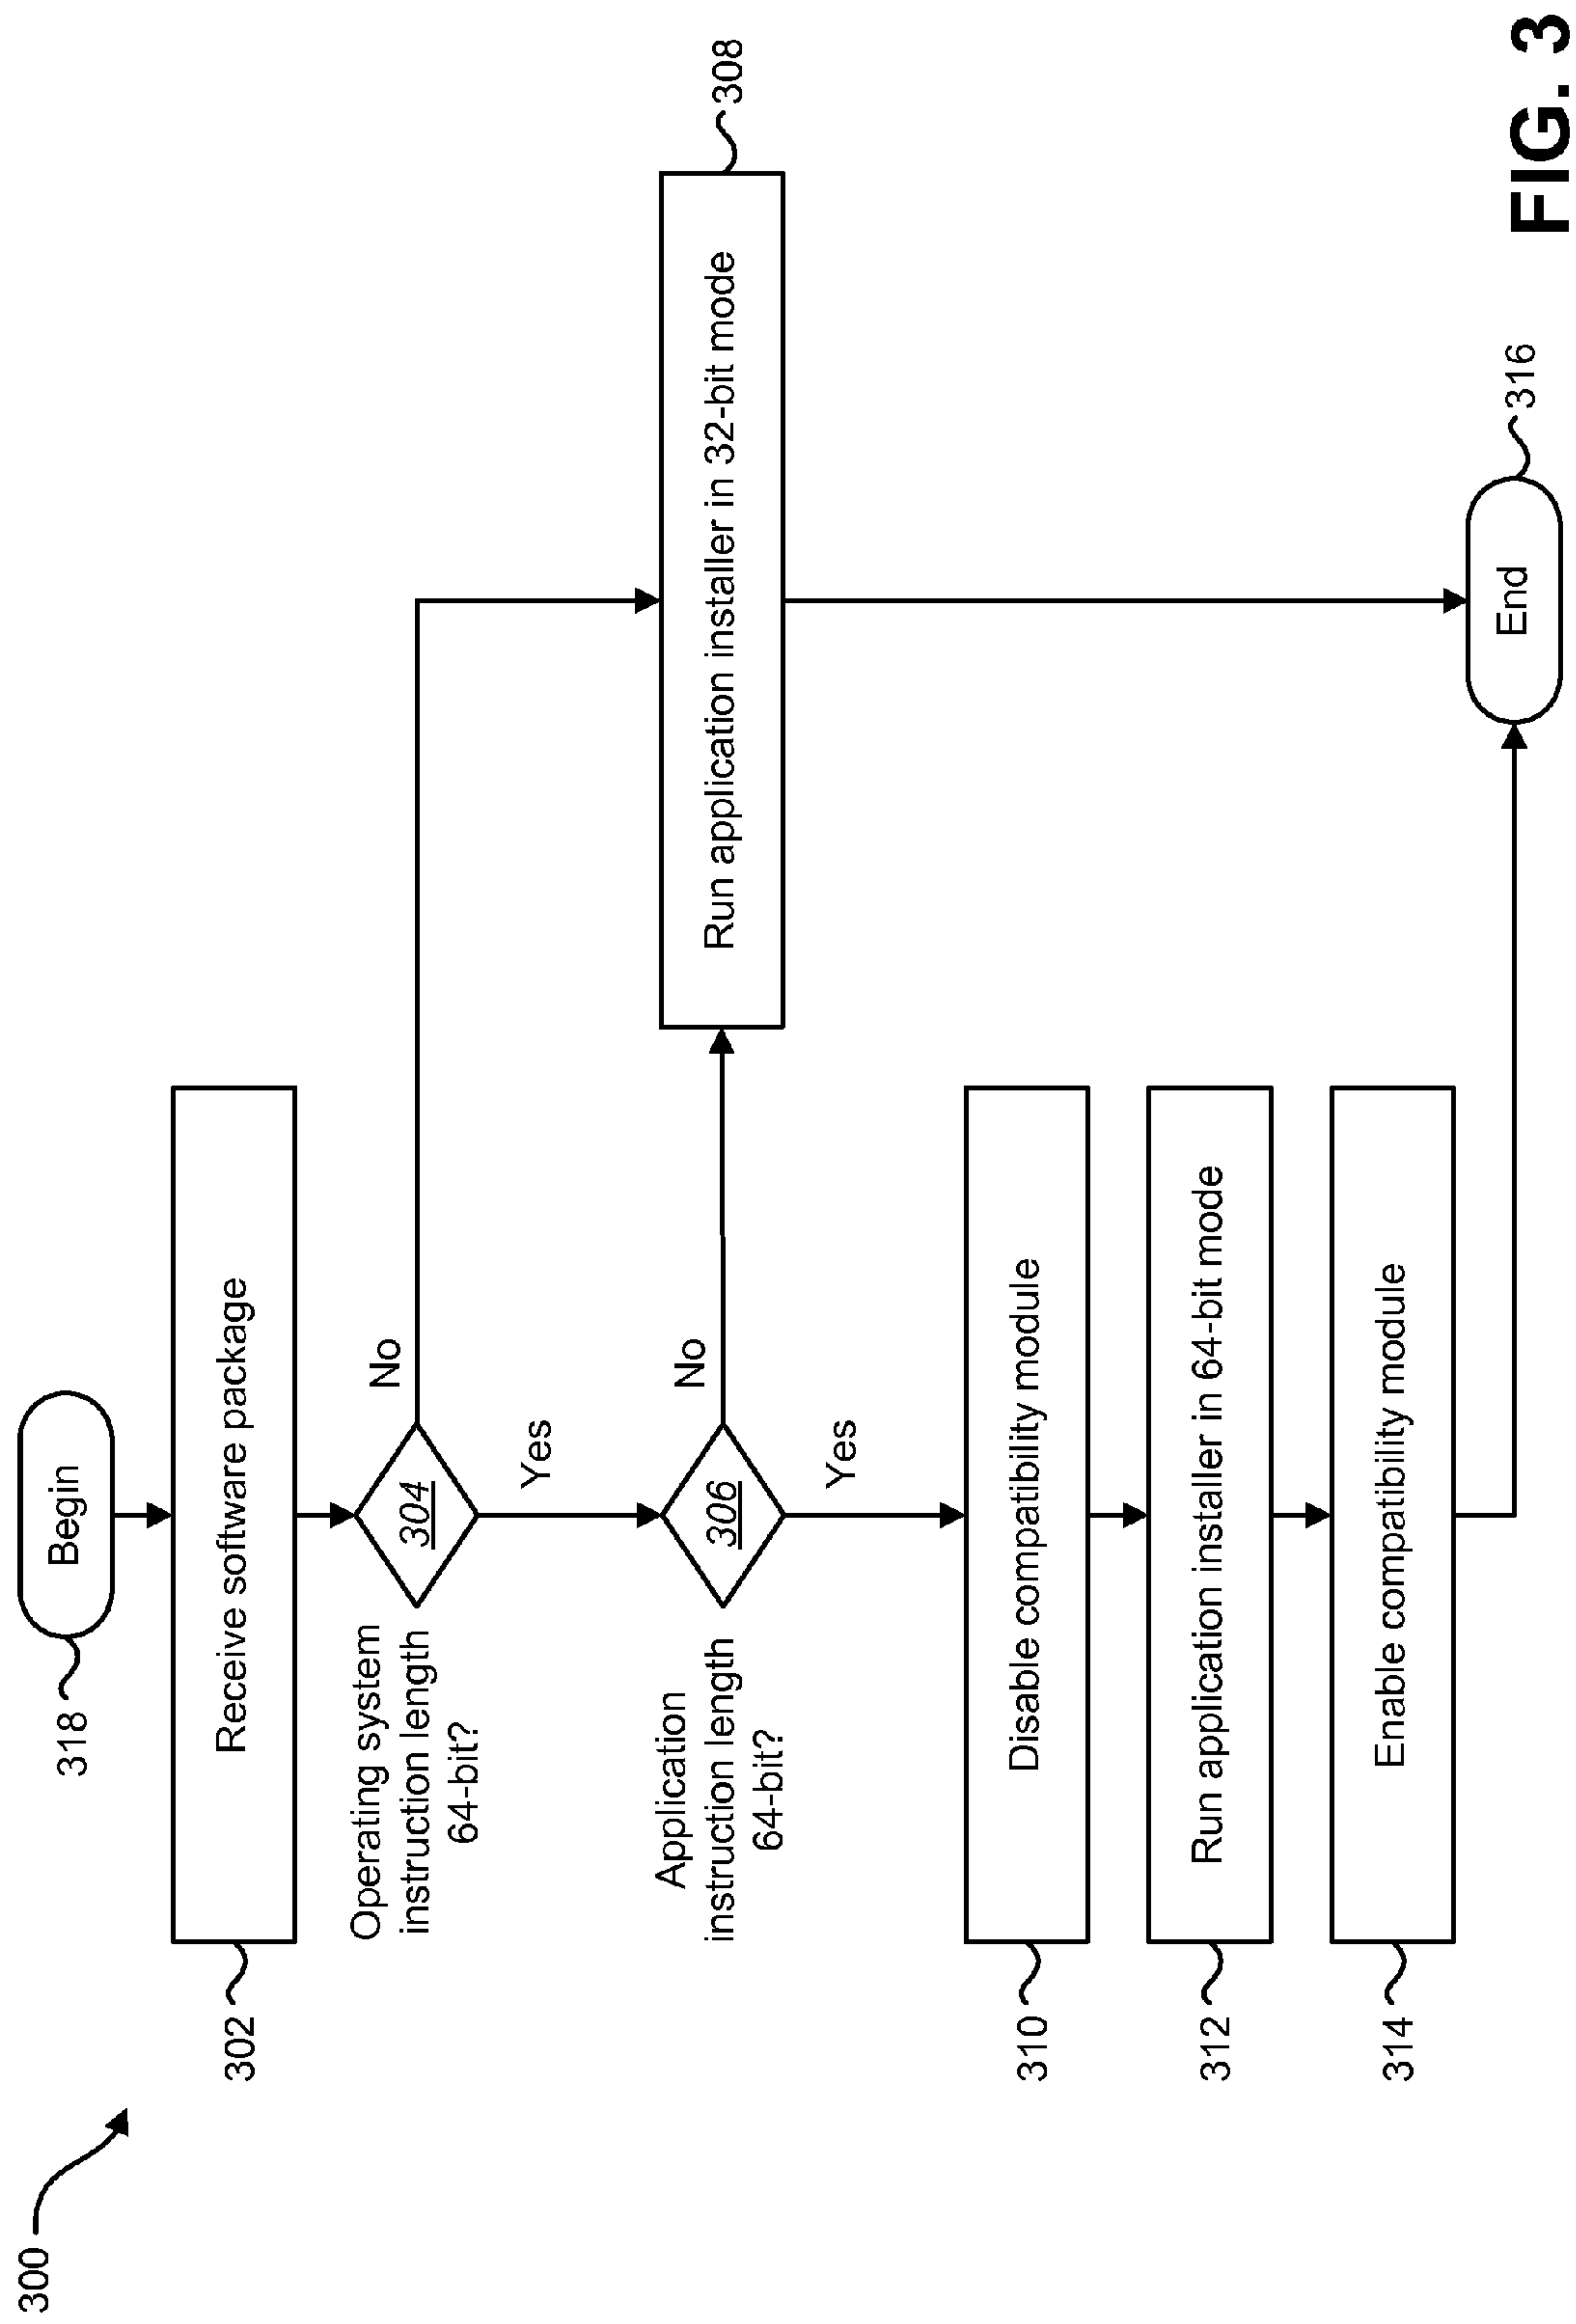 300
318
Begin
302
Receive software package
Operating system
instruction length
64-bit?
304
No
Yes
Application
instruction length
64-bit?
306
No
Yes
Run application installer in 32-bit mode
308
310
Disable compatibility module
312
Run application installer in 64-bit mode
314
Enable compatibility module
End
316
FIG. 3